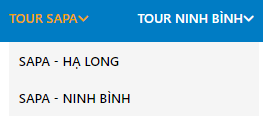 TOUR SAPA TOUR NINH BÌNH
SAPA - HẠ LONG
SAPA - NINH BÌNH